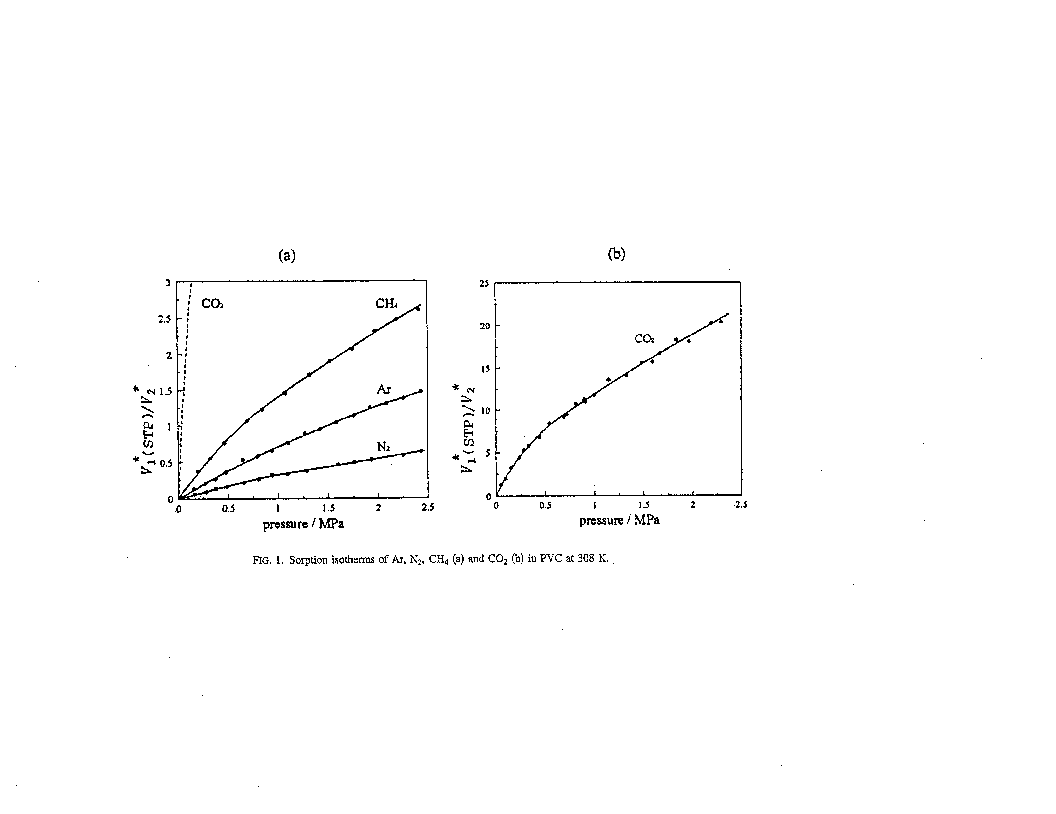 (a)
(b)
3
2.5
2
1.5
1
0.5
0
V₁*(STP)/V₂*
CO₂
CH₄
Ar
N₂
0 0.5 1 1.5 2 2.5
pressure / MPa
25
20
15
10
5
0
V₁*(STP)/V₂*
CO₂
0 0.5 1 1.5 2 2.5
pressure / MPa
FIG. 1. Sorption isotherms of Ar, N₂, CH₄ (a) and CO₂ (b) in PVC at 308 K.